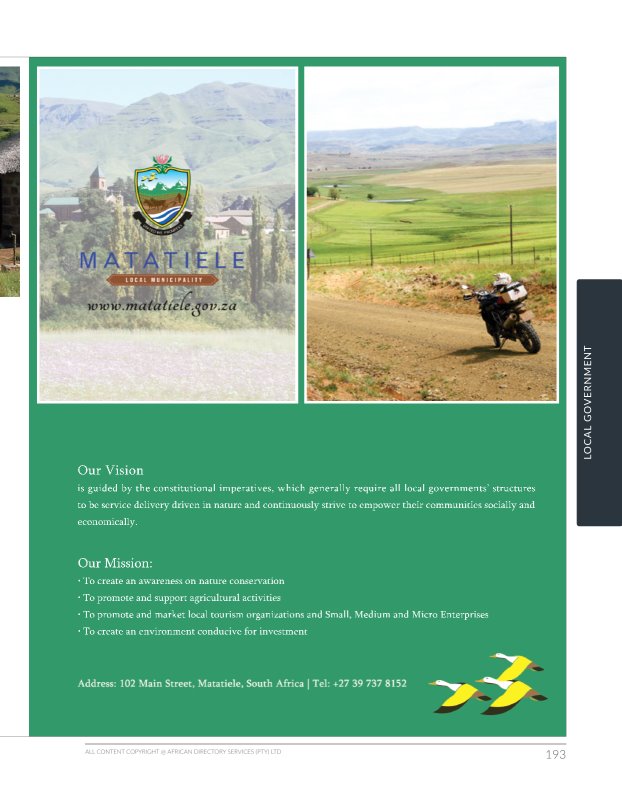 MATATIELE
LOCAL MUNICIPALITY
www.matatiele.gov.za
LOCAL GOVERNMENT
Our Vision
is guided by the constitutional imperatives, which generally require all local governments' structures
to be service delivery driven in nature and continuously strive to empower their communities socially and
economically.
Our Mission:
• To create an awareness on nature conservation
• To promote and support agricultural activities
• To promote and market local tourism organizations and Small, Medium and Micro Enterprises
• To create an environment conducive for investment
Address: 102 Main Street, Matatiele, South Africa | Tel: +27 39 737 8152
ALL CONTENT COPYRIGHT @ AFRICAN DIRECTORY SERVICES (PTY) LTD
193